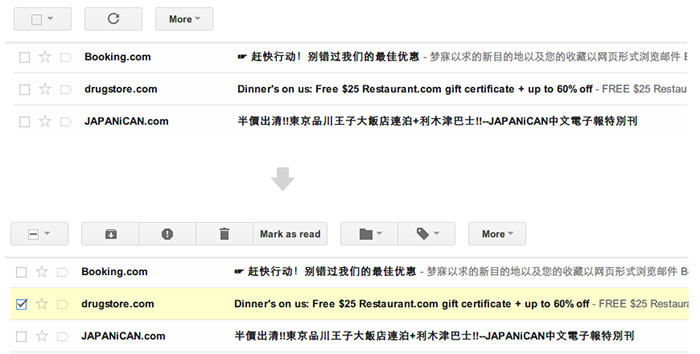 More
Booking.com ☛ 赶快行动！别错过我们的最佳优惠 - 梦寐以求的新目的地以及您的收藏以网页形式浏览邮件 B
drugstore.com Dinner's on us: Free $25 Restaurant.com gift certificate + up to 60% off - FREE $25 Restau
JAPANiCAN.com 半價出清!!東京品川王子大飯店連泊+利木津巴士!!--JAPANiCAN中文電子報特別刊
Mark as read More
Booking.com ☛ 赶快行动！别错过我们的最佳优惠 - 梦寐以求的新目的地以及您的收藏以网页形式浏览邮件 B
drugstore.com Dinner's on us: Free $25 Restaurant.com gift certificate + up to 60% off - FREE $25 Restaura
JAPANiCAN.com 半價出清!!東京品川王子大飯店連泊+利木津巴士!!--JAPANiCAN中文電子報特別刊